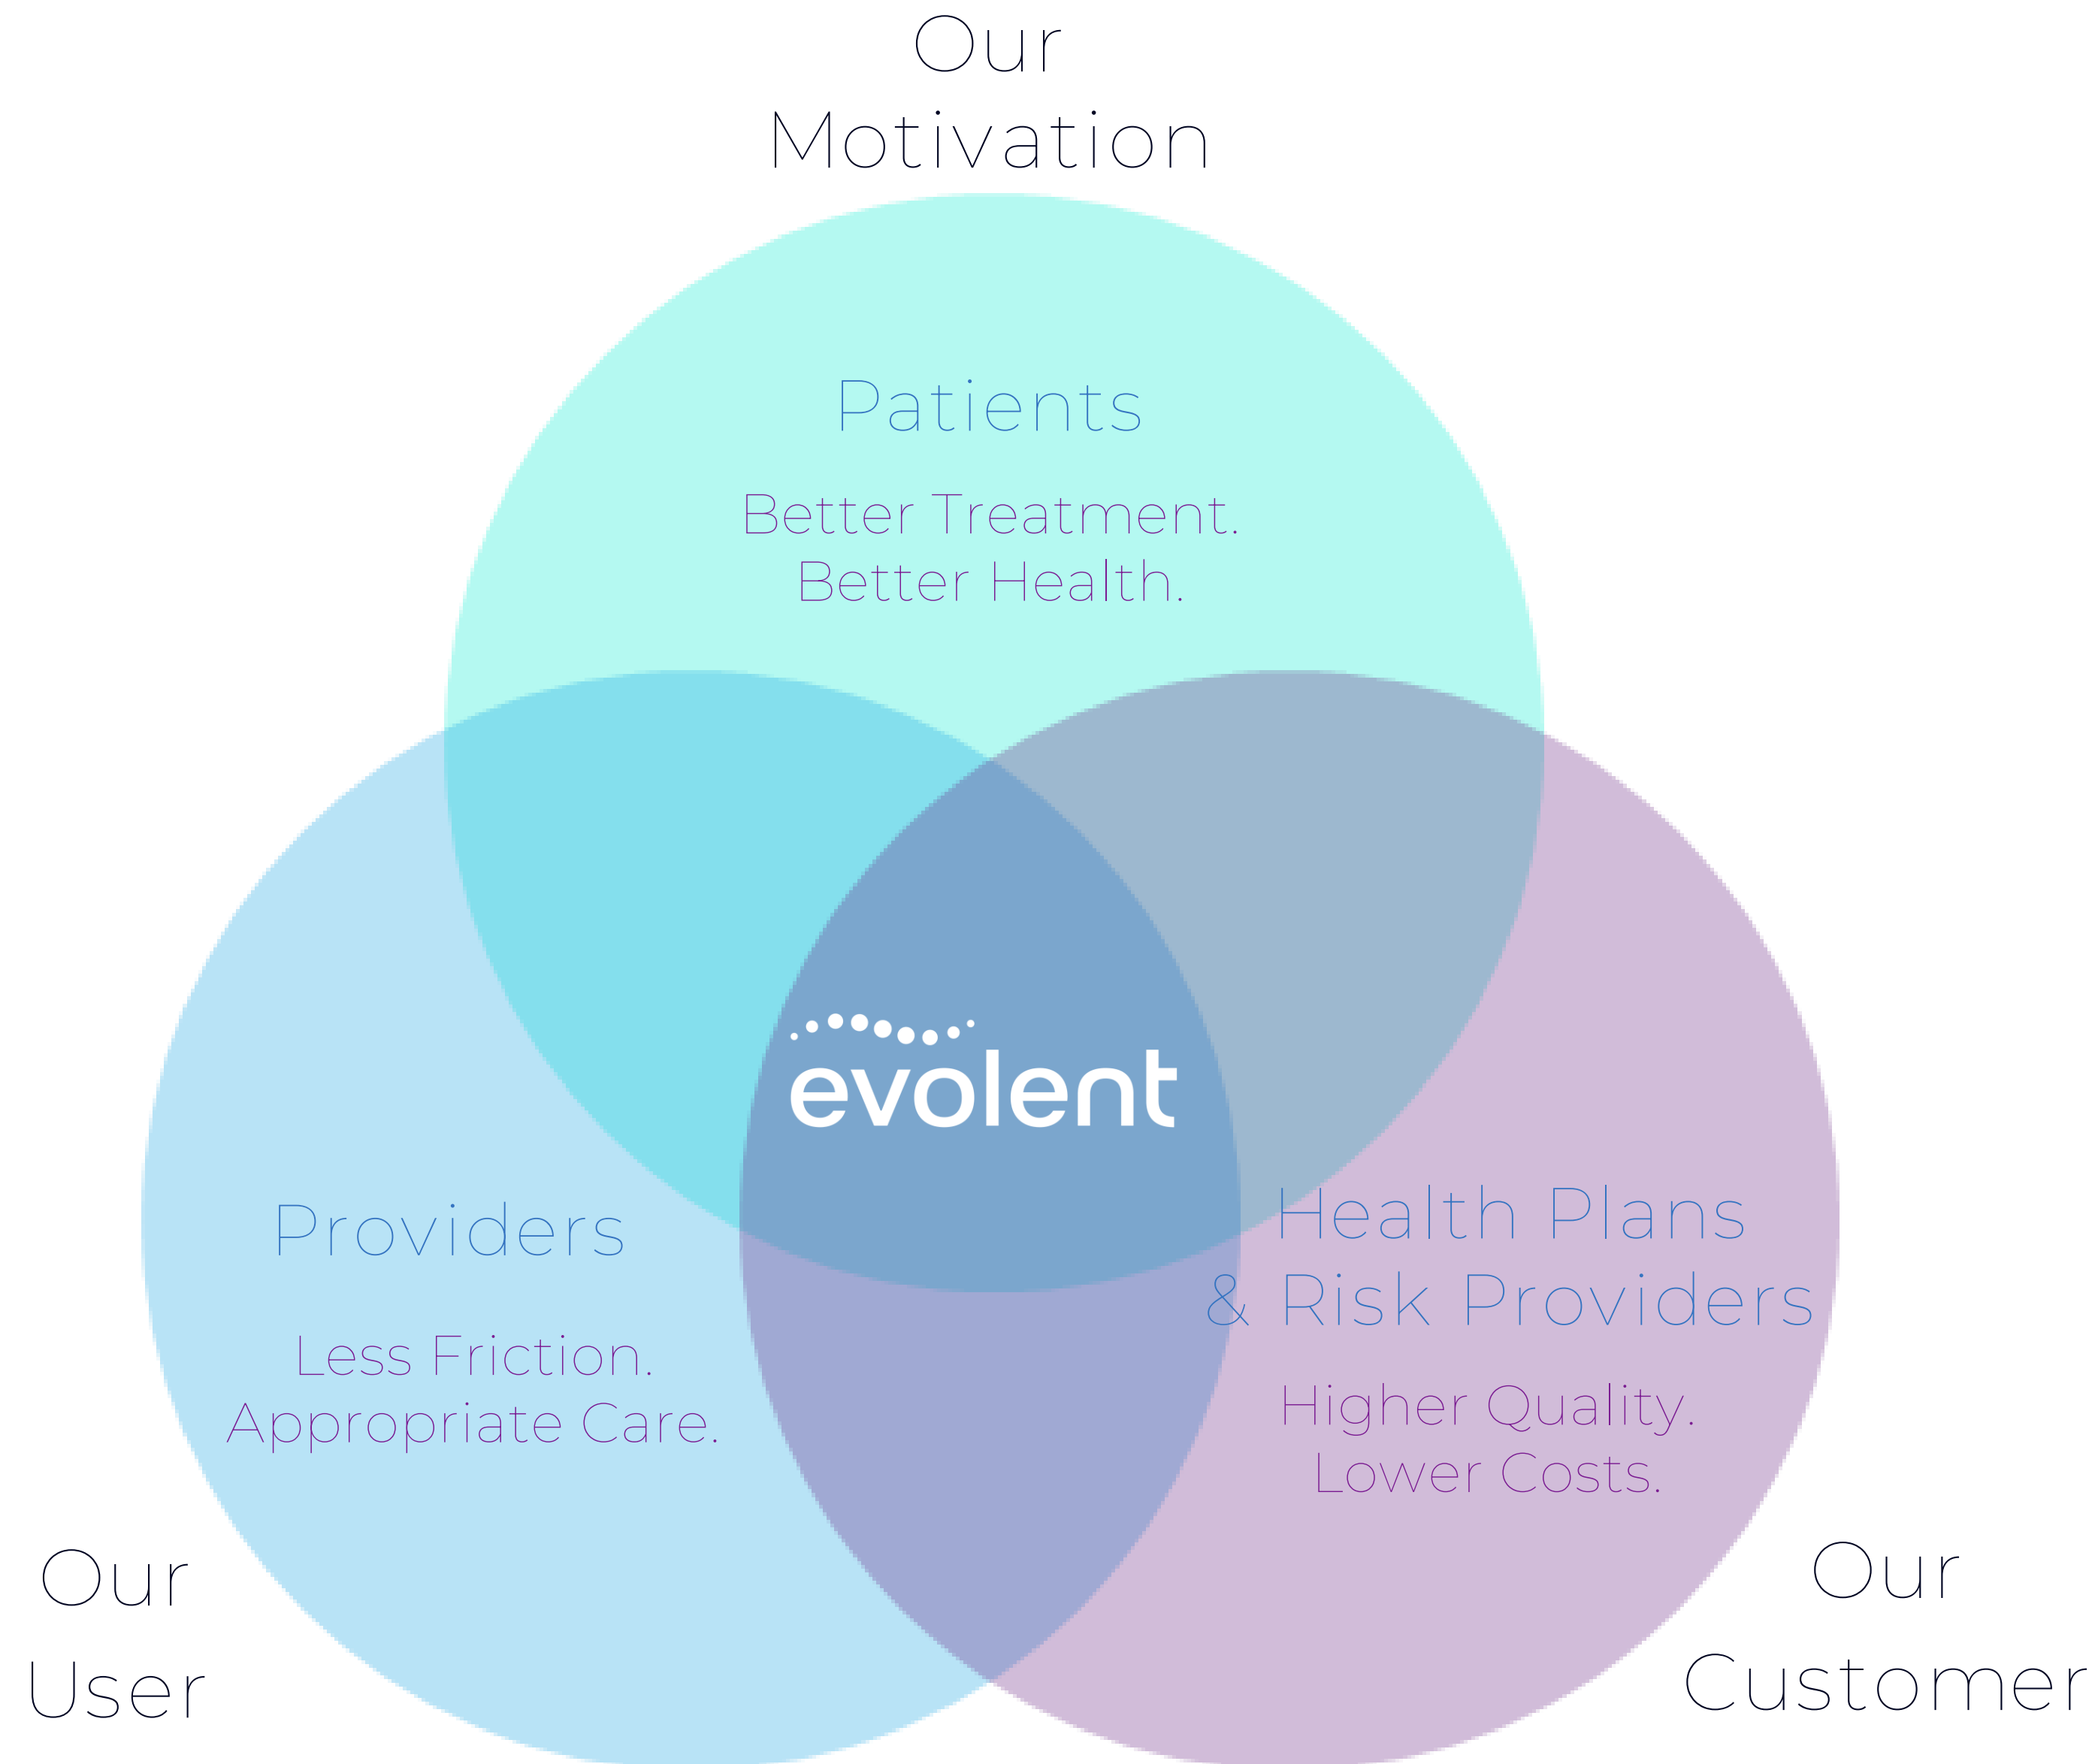 Our
Motivation
Patients
Better Treatment.
Better Health.
evolent
Providers
Less Friction.
Appropriate Care.
Health Plans
& Risk Providers
Higher Quality.
Lower Costs.
Our
User
Our
Customer